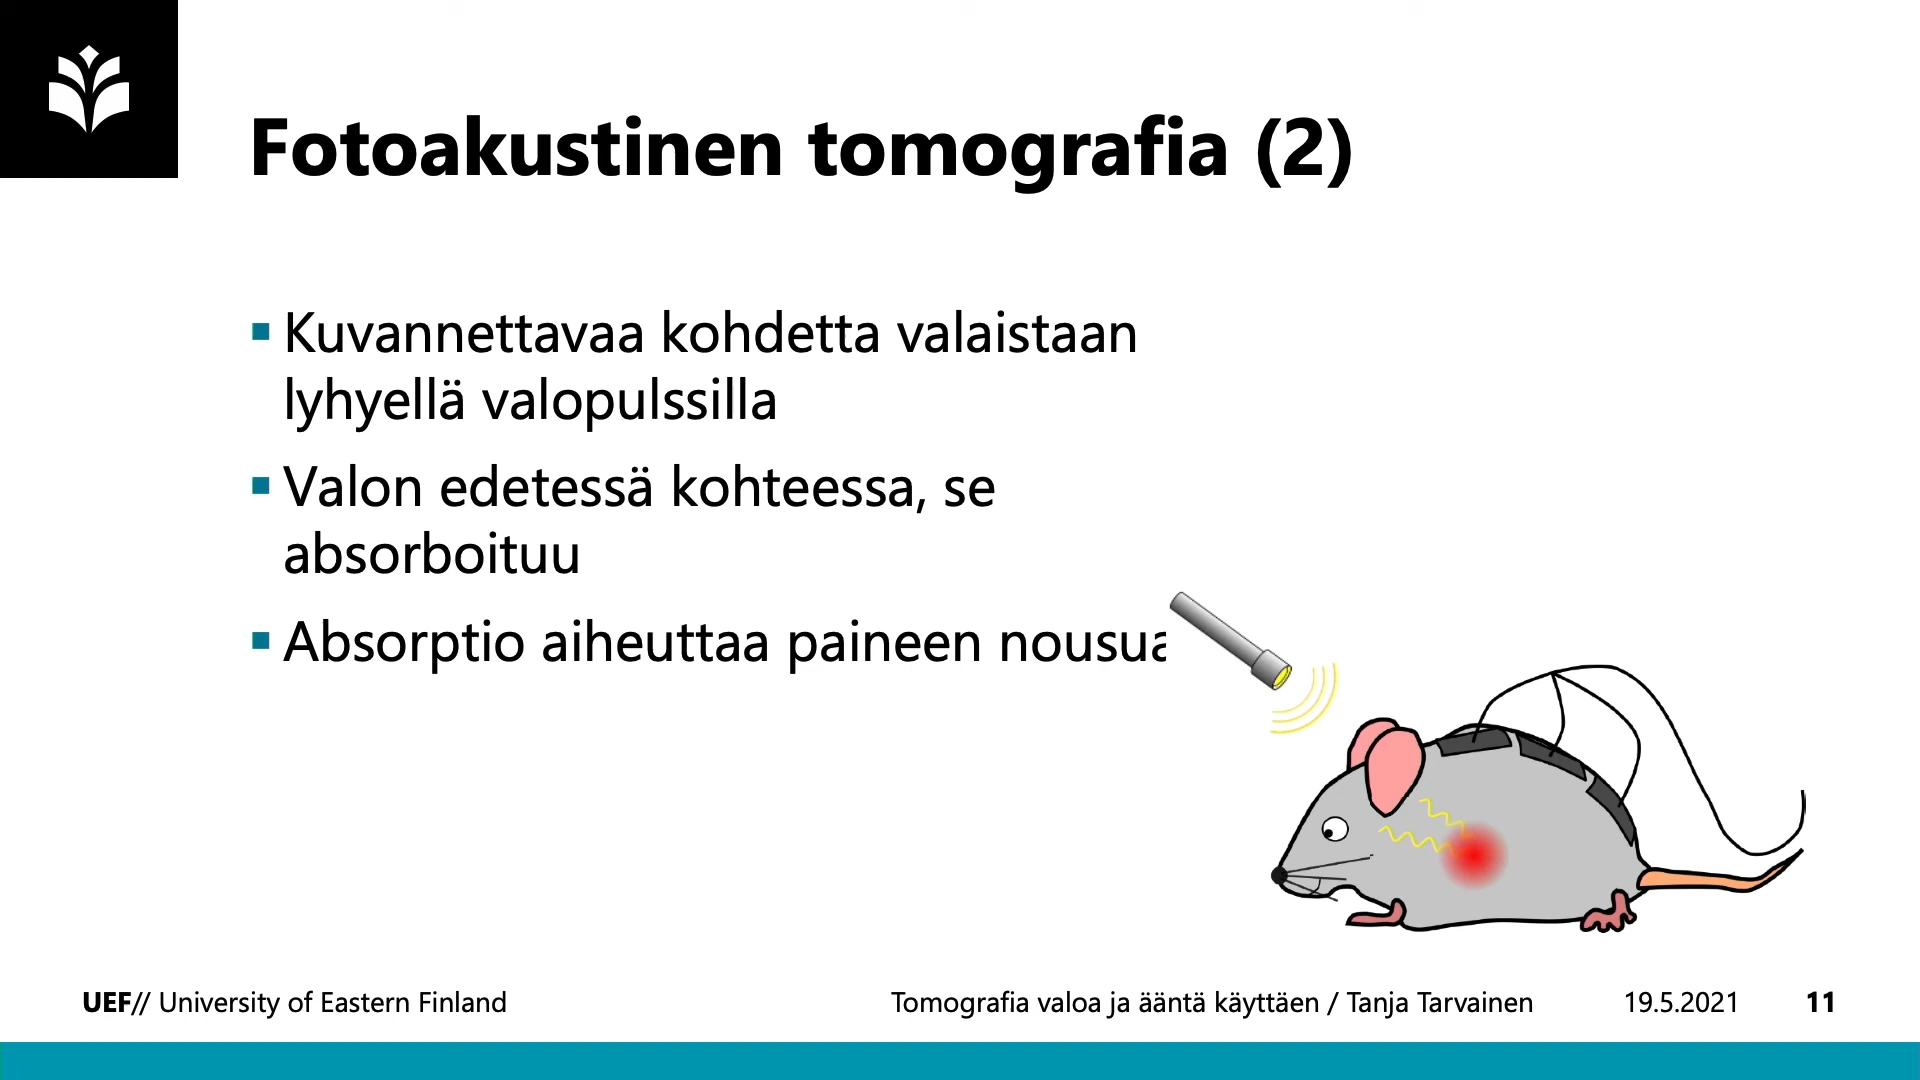 Fotoakustinen tomografia (2)
Kuvannettavaa kohdetta valaistaan
lyhyellä valopulssilla
Valon edetessä kohteessa, se
absorboituu
Absorptio aiheuttaa paineen nousua
UEF// University of Eastern Finland
Tomografia valoa ja ääntä käyttäen / Tanja Tarvainen
19.5.2021
11